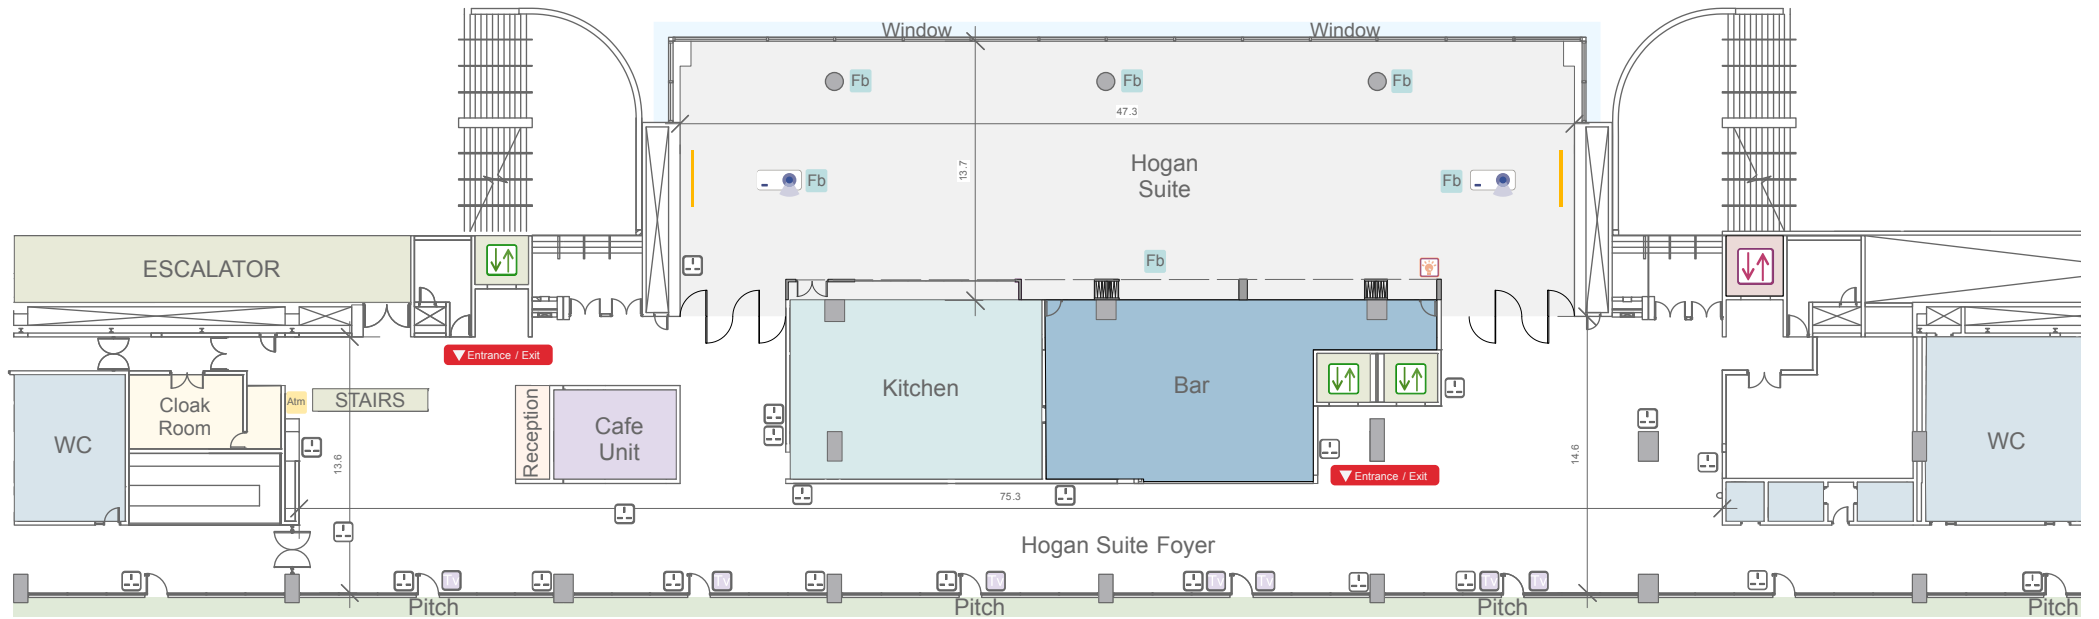 Window
Window
Fb
Fb
Fb
47.3
13.7
Hogan
Suite
Fb
Fb
Fb
ESCALATOR
Entrance / Exit
Cloak
Room
Atm
STAIRS
WC
13.6
Reception
Cafe
Unit
Kitchen
Bar
Entrance / Exit
14.6
WC
75.3
Hogan Suite Foyer
Tv
Tv
Tv
Tv
Tv
Tv
Tv
Pitch
Pitch
Pitch
Pitch